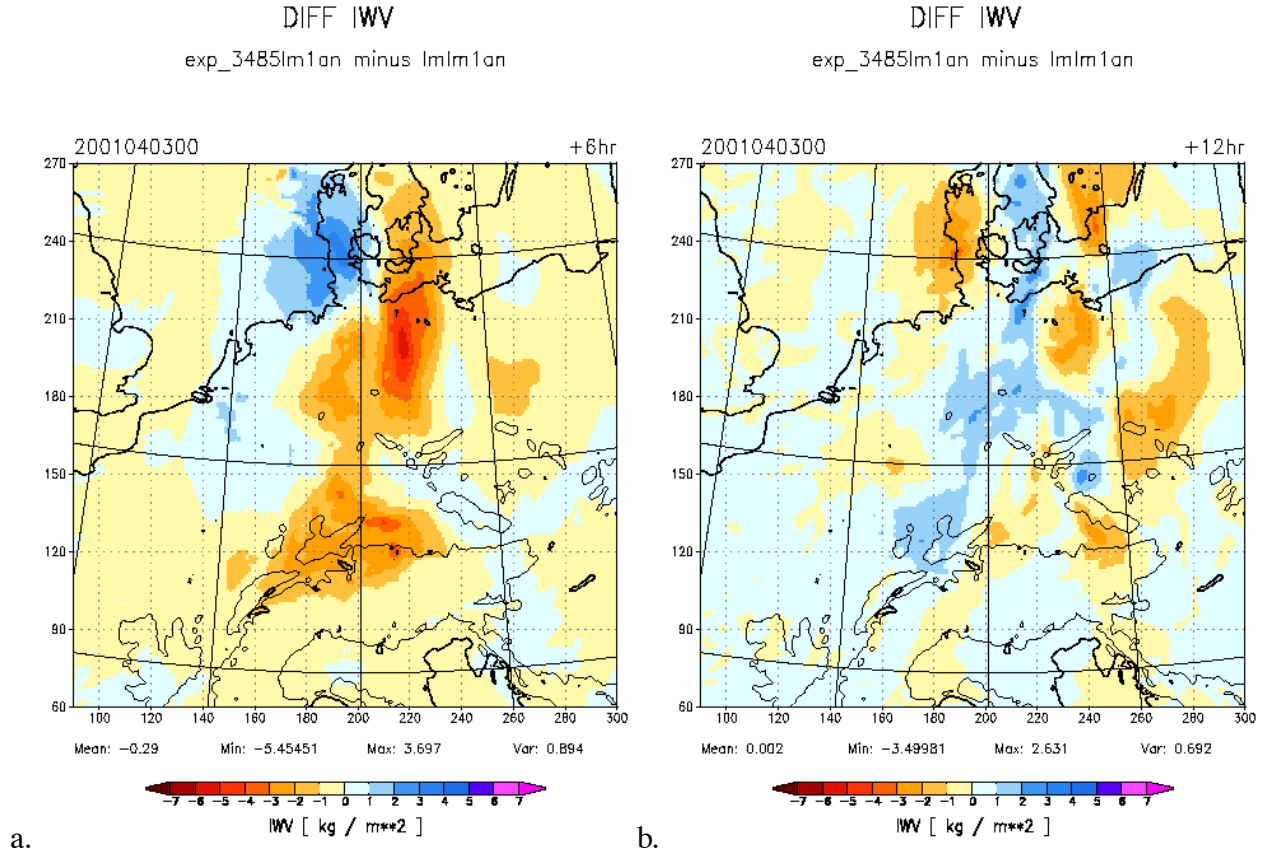 DIFF IWV
exp_3485lm1an minus lmlm1an
2001040300 +6hr
270
240
210
180
150
120
90
60
100 120 140 160 180 200 220 240 260 280 300
Mean: -0.29 Min: -5.45451 Max: 3.697 Var: 0.894
-7 -6 -5 -4 -3 -2 -1 0 1 2 3 4 5 6 7
IWV [ kg / m**2 ]
a.
DIFF IWV
exp_3485lm1an minus lmlm1an
2001040300 +12hr
270
240
210
180
150
120
90
60
100 120 140 160 180 200 220 240 260 280 300
Mean: 0.002 Min: -3.49981 Max: 2.631 Var: 0.692
-7 -6 -5 -4 -3 -2 -1 0 1 2 3 4 5 6 7
IWV [ kg / m**2 ]
b.